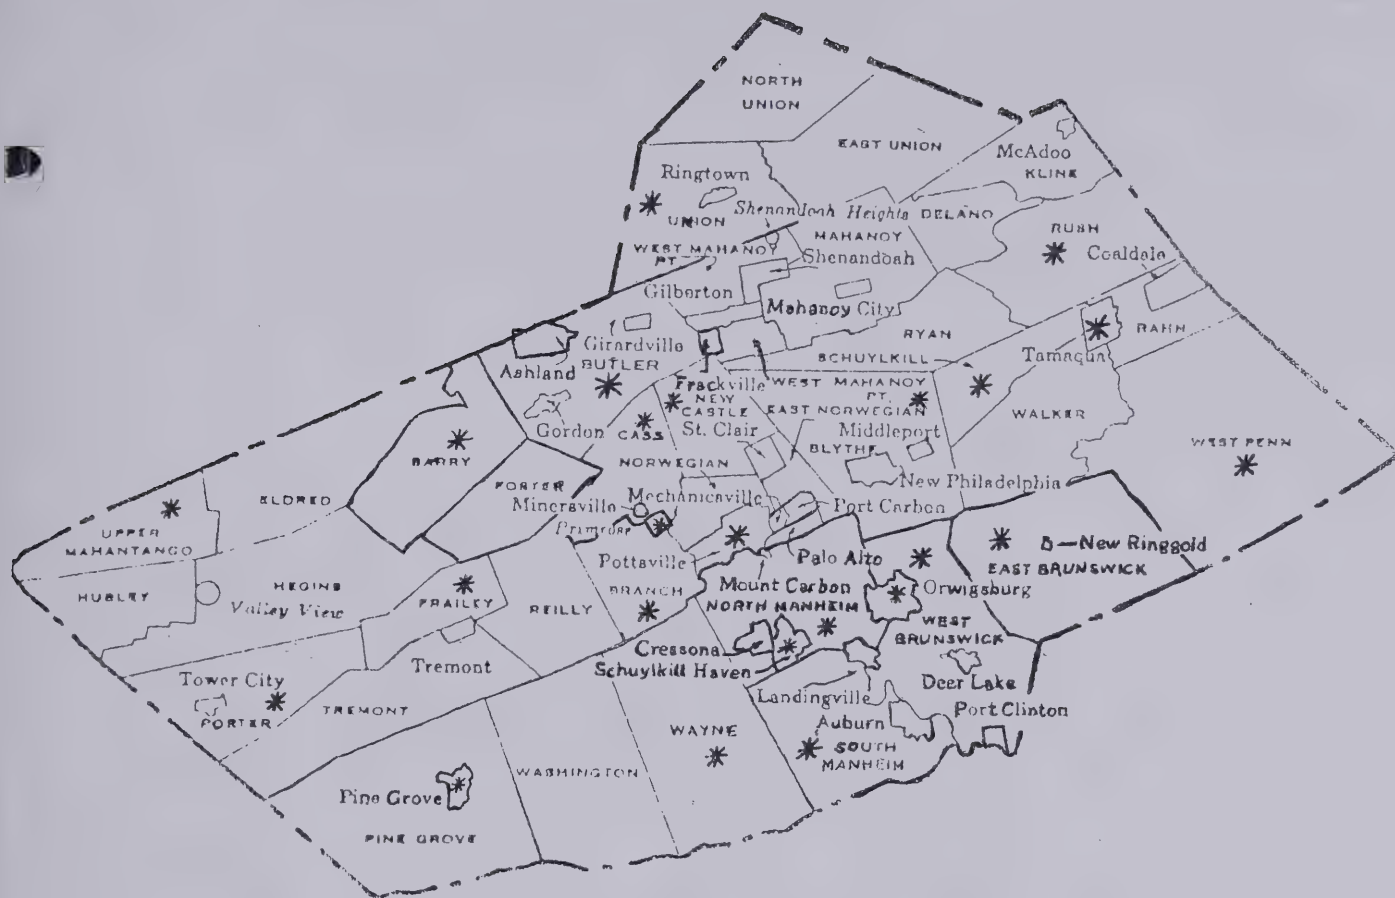 NORTH
UNION
EAST UNION
McAdoo
KLINE
Ringtown
Shenandoah Heights
DELANO
UNION
MAHANOY
RUSH
WEST MAHANOY
PT.
Shenandoah
Coaldale
Gilberton
Mahanoy City
RYAN
RAHN
Girardville
SCHUYLKILL
Tamaqua
Ashland
BUTLER
Frackville
WEST MAHANOY
PT.
NEW
CASTLE
EAST NORWEGIAN
WALKER
Gordon
CASS
St. Clair
Middleport
BLYTHE
WEST PENN
BARRY
NORWEGIAN
New Philadelphia
ELDRED
FOSTER
Minersville
Mechanicsville
Port Carbon
Primrose
UPPER
MAHANTANGO
Palo Alto
D—New Ringgold
EAST BRUNSWICK
Pottsville
HUBLEY
HEGINS
Valley View
FRAILEY
REILLY
BRANCH
Mount Carbon
Orwigsburg
NORTH MANHEIM
WEST
BRUNSWICK
Cressona
Schuylkill Haven
Tremont
Tower City
PORTER
TREMONT
Deer Lake
Landingville
Port Clinton
Auburn
WAYNE
SOUTH
MANHEIM
WASHINGTON
Pine Grove
PINE GROVE